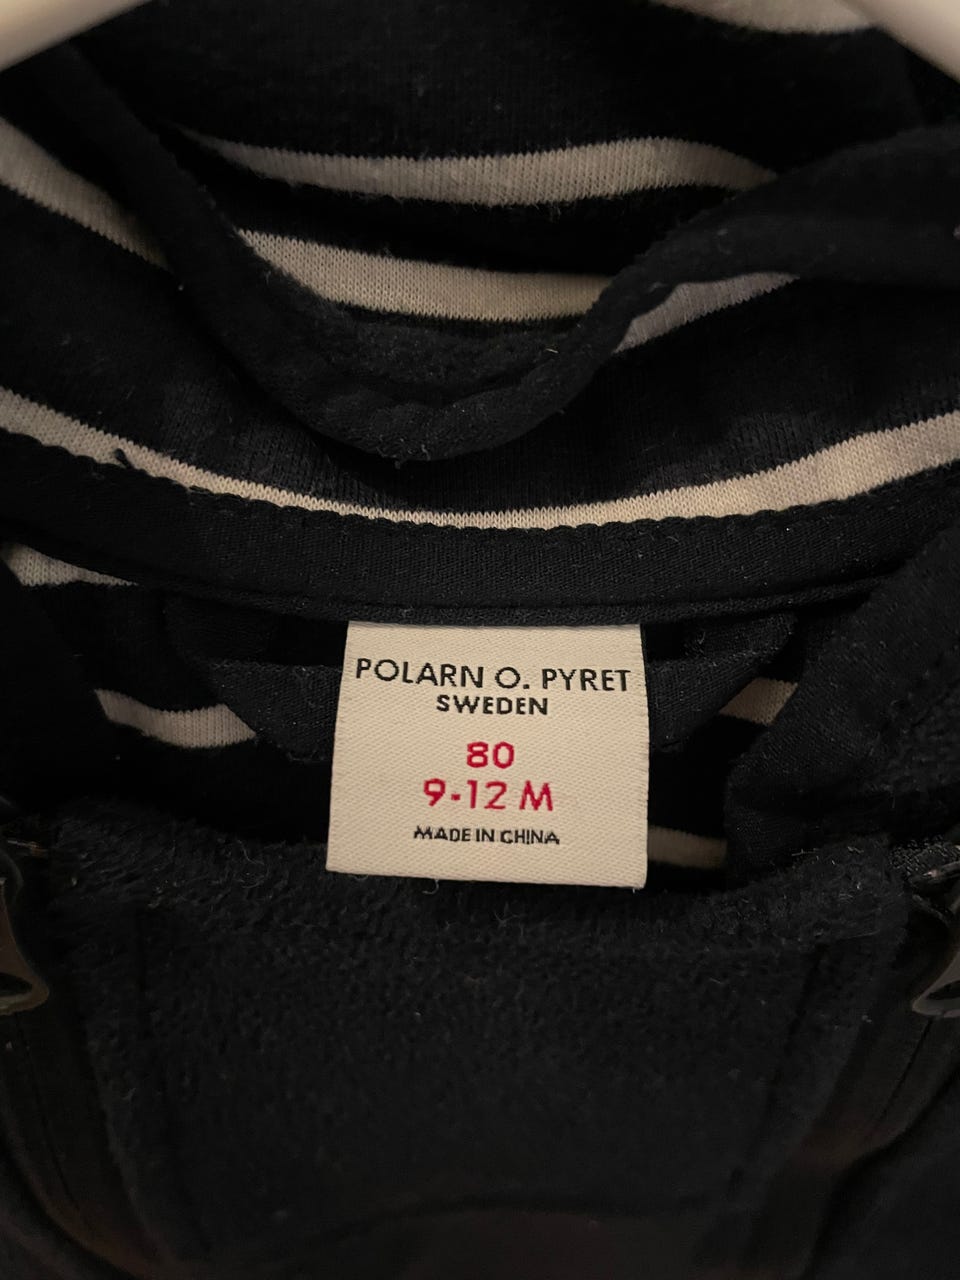 POLARN O. PYRET
SWEDEN
80
9-12 M
MADE IN CHINA